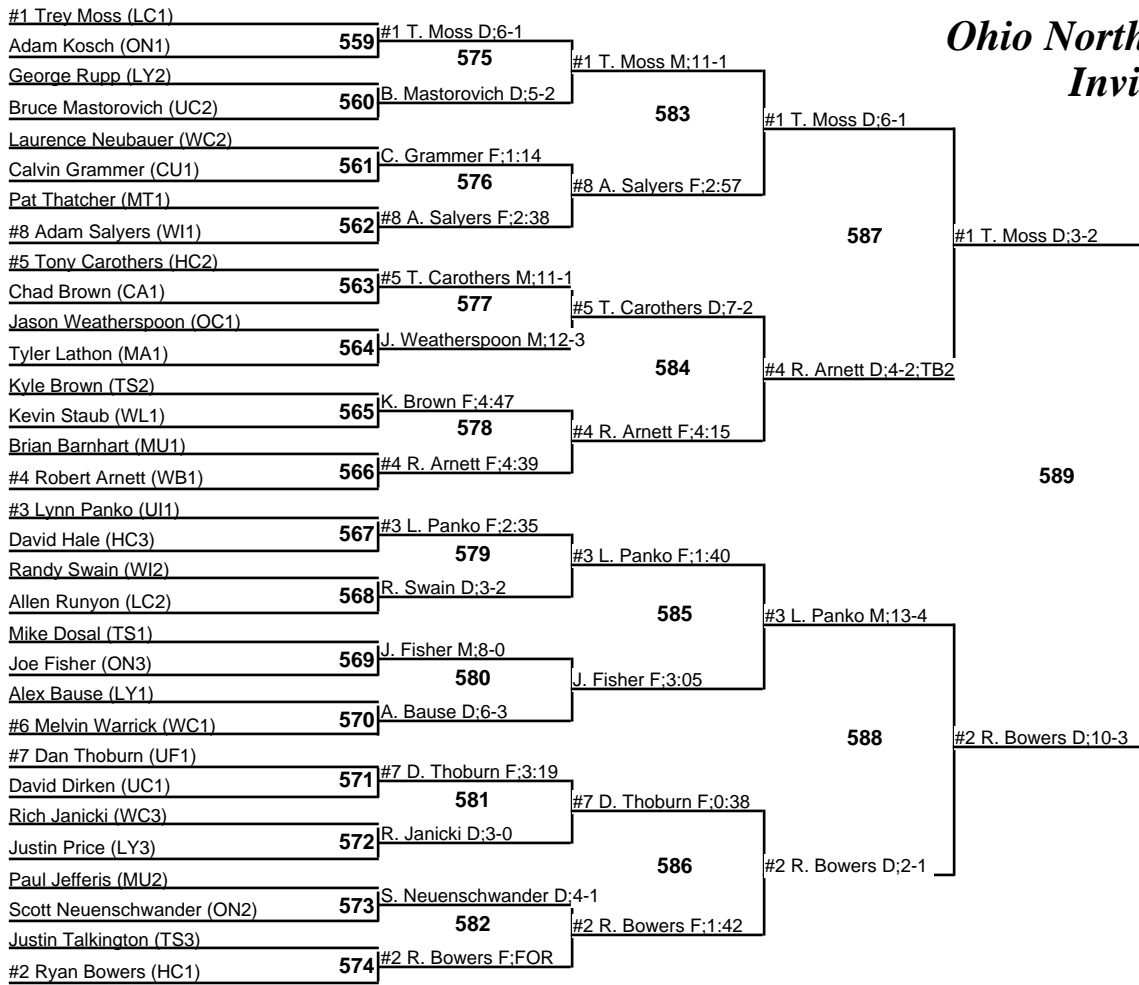 #1 Trey Moss (LC1)
Adam Kosch (ON1)
George Rupp (LY2)
Bruce Mastorovich (UC2)
Laurence Neubauer (WC2)
Calvin Grammer (CU1)
Pat Thatcher (MT1)
#8 Adam Salyers (WI1)
#5 Tony Carothers (HC2)
Chad Brown (CA1)
Jason Weatherspoon (OC1)
Tyler Lathon (MA1)
Kyle Brown (TS2)
Kevin Staub (WL1)
Brian Barnhart (MU1)
#4 Robert Arnett (WB1)
#3 Lynn Panko (UI1)
David Hale (HC3)
Randy Swain (WI2)
Allen Runyon (LC2)
Mike Dosal (TS1)
Joe Fisher (ON3)
Alex Bause (LY1)
#6 Melvin Warrick (WC1)
#7 Dan Thoburn (UF1)
David Dirken (UC1)
Rich Janicki (WC3)
Justin Price (LY3)
Paul Jefferis (MU2)
Scott Neuenschwander (ON2)
Justin Talkington (TS3)
#2 Ryan Bowers (HC1)
559
560
561
562
563
564
565
566
567
568
569
570
571
572
573
574
#1 T. Moss D;6-1
575
B. Mastorovich D;5-2
C. Grammer F;1:14
576
#8 A. Salyers F;2:38
#5 T. Carothers M;11-1
577
J. Weatherspoon M;12-3
K. Brown F;4:47
578
#4 R. Arnett F;4:39
#3 L. Panko F;2:35
579
R. Swain D;3-2
J. Fisher M;8-0
580
A. Bause D;6-3
#7 D. Thoburn F;3:19
581
R. Janicki D;3-0
S. Neuenschwander D;4-1
582
#2 R. Bowers F;FOR
#1 T. Moss M;11-1
583
#8 A. Salyers F;2:57
#5 T. Carothers D;7-2
584
#4 R. Arnett F;4:15
#3 L. Panko F;1:40
585
J. Fisher F;3:05
#7 D. Thoburn F;0:38
586
#2 R. Bowers F;1:42
#1 T. Moss D;6-1
587
#4 R. Arnett D;4-2;TB2
#3 L. Panko M;13-4
588
#2 R. Bowers D;2-1
#1 T. Moss D;3-2
589
#2 R. Bowers D;10-3
Ohio North
Invi